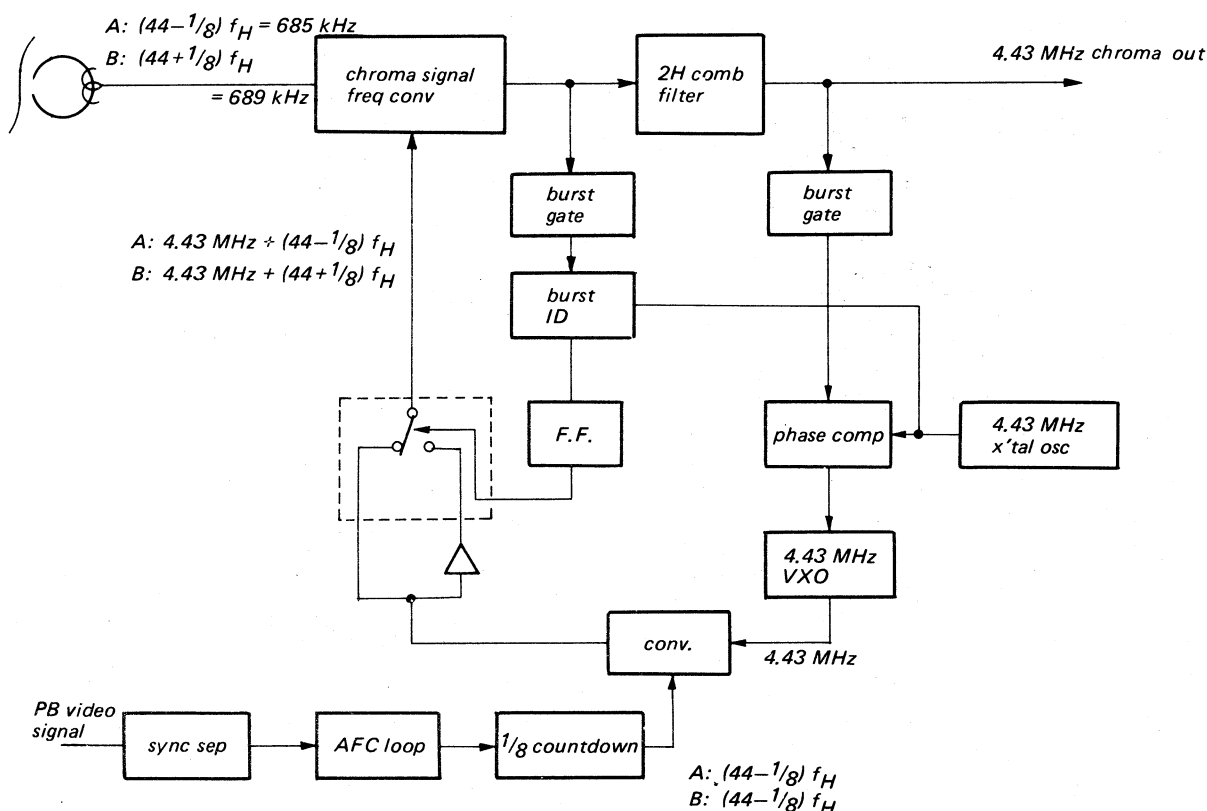 A: (44–1/8) fH = 685 kHz
B: (44+1/8) fH
= 689 kHz
chroma signal
freq conv
2H comb
filter
4.43 MHz chroma out
burst
gate
burst
gate
A: 4.43 MHz + (44–1/8) fH
B: 4.43 MHz + (44+1/8) fH
burst
ID
F.F.
phase comp
4.43 MHz
x'tal osc
4.43 MHz
VXO
conv.
4.43 MHz
PB video
signal
sync sep
AFC loop
1/8 countdown
A: (44–1/8) fH
B: (44–1/8) fH